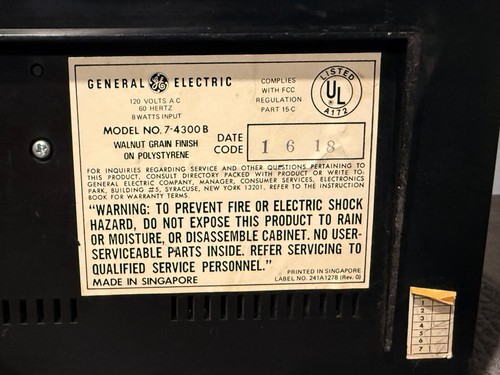 GENERAL GE ELECTRIC
120 VOLTS A.C
60 HERTZ
8 WATTS INPUT
COMPLIES
WITH FCC
REGULATION
PART 15-C
LISTED
UL
4172
MODEL NO. 7-4300B
WALNUT GRAIN FINISH
ON POLYSTYRENE
DATE
CODE
1 6 18
FOR INQUIRIES REGARDING SERVICE AND OTHER QUESTIONS PERTAINING TO
THIS PRODUCT, CONSULT DIRECTORY PACKED WITH PRODUCT OR WRITE TO:
GENERAL ELECTRIC COMPANY, MANAGER, CONSUMER SERVICES, ELECTRONICS
PARK, BUILDING #5, SYRACUSE, NEW YORK 13201. REFER TO THE INSTRUCTION
BOOK FOR WARRANTY TERMS.
"WARNING: TO PREVENT FIRE OR ELECTRIC SHOCK
HAZARD, DO NOT EXPOSE THIS PRODUCT TO RAIN
OR MOISTURE, OR DISASSEMBLE CABINET. NO USER-
SERVICEABLE PARTS INSIDE. REFER SERVICING TO
QUALIFIED SERVICE PERSONNEL."
MADE IN SINGAPORE
PRINTED IN SINGAPORE
LABEL NO. 241A1278 (Rev. 0)
1
2
3
4
5
6
7